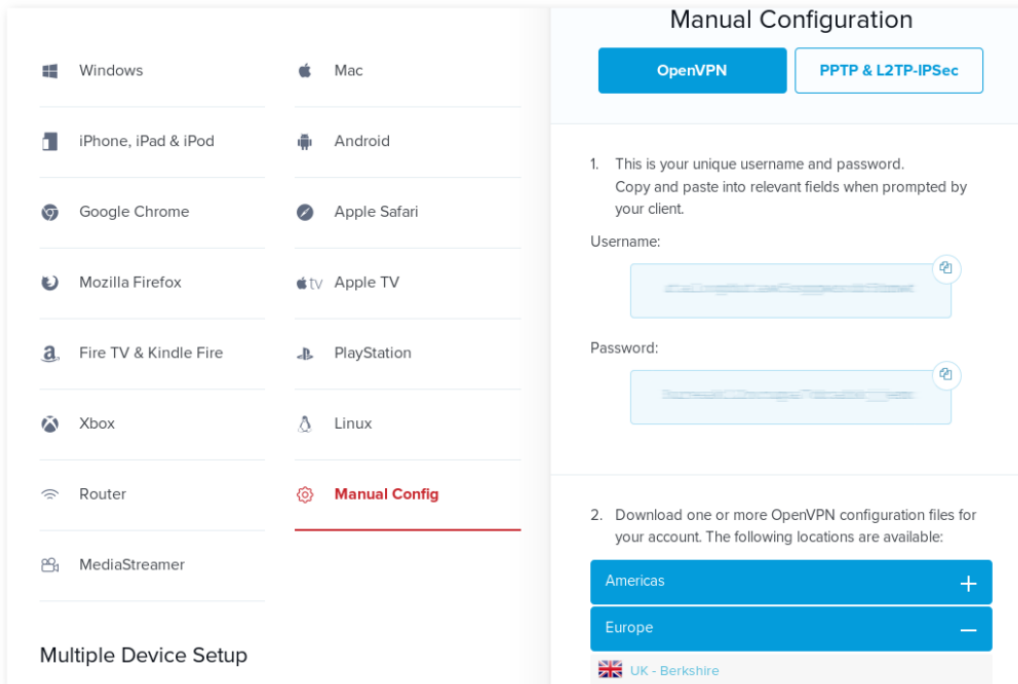 Windows
Mac
iPhone, iPad & iPod
Android
Google Chrome
Apple Safari
Mozilla Firefox
tv Apple TV
Fire TV & Kindle Fire
PlayStation
Xbox
Linux
Router
Manual Config
MediaStreamer
Multiple Device Setup
Manual Configuration
OpenVPN
PPTP & L2TP-IPSec
1. This is your unique username and password.
Copy and paste into relevant fields when prompted by
your client.
Username:
Password:
2. Download one or more OpenVPN configuration files for
your account. The following locations are available:
Americas
Europe
UK - Berkshire